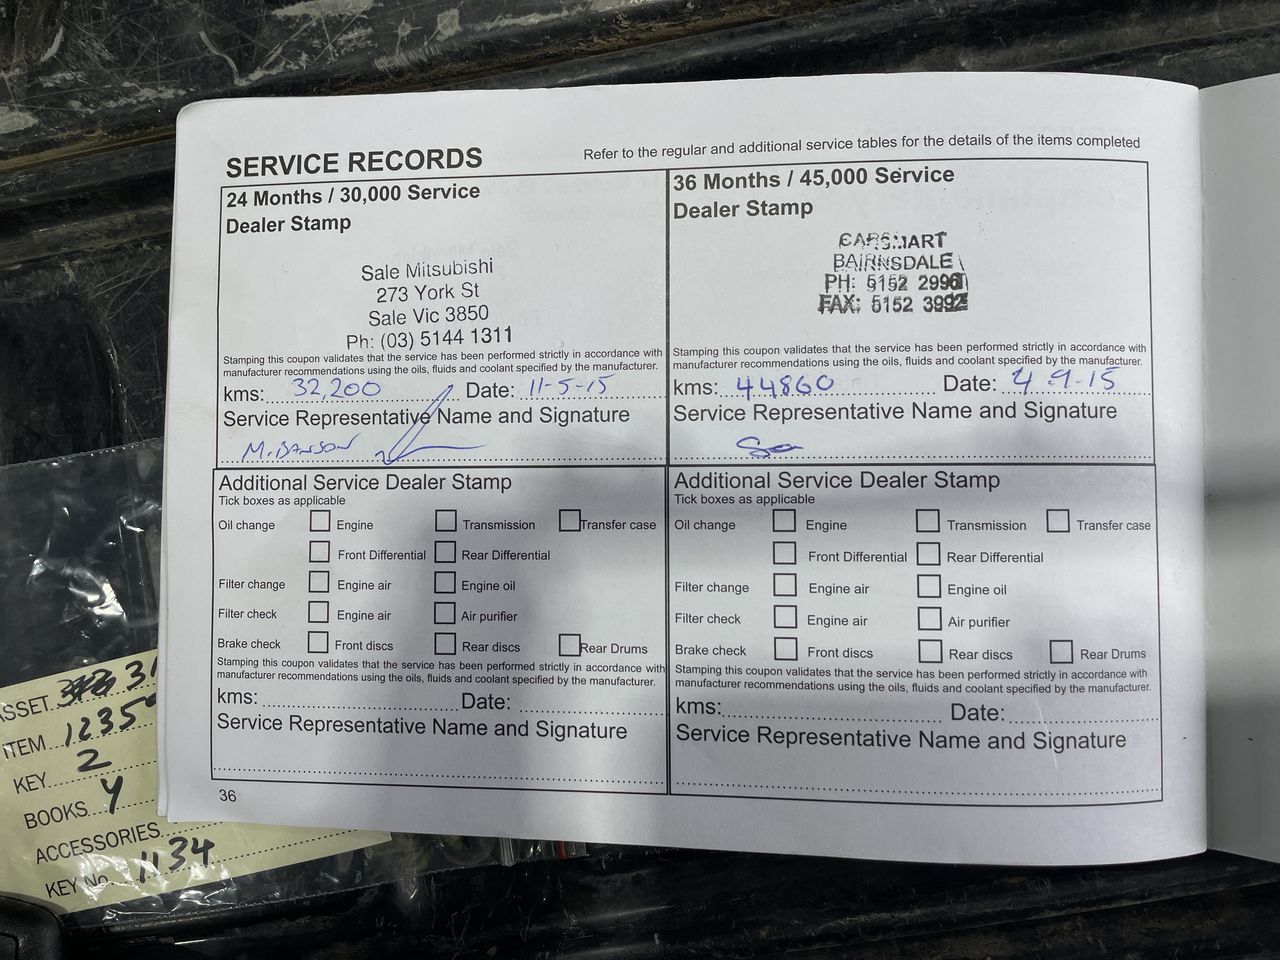 SERVICE RECORDS
Refer to the regular and additional service tables for the details of the items completed
24 Months / 30,000 Service
Dealer Stamp
Sale Mitsubishi
273 York St
Sale Vic 3850
Ph: (03) 5144 1311
Stamping this coupon validates that the service has been performed strictly in accordance with
manufacturer recommendations using the oils, fluids and coolant specified by the manufacturer.
kms: 32,200 Date: 11-5-15
Service Representative Name and Signature
36 Months / 45,000 Service
Dealer Stamp
CARSMART
BAIRNSDALE
PH: 5152 2996
FAX: 5152 3992
Stamping this coupon validates that the service has been performed strictly in accordance with
manufacturer recommendations using the oils, fluids and coolant specified by the manufacturer.
kms: 44860 Date: 4-9-15
Service Representative Name and Signature
Additional Service Dealer Stamp
Tick boxes as applicable
Oil change Engine Transmission Transfer case
Front Differential Rear Differential
Filter change Engine air Engine oil
Filter check Engine air Air purifier
Brake check Front discs Rear discs Rear Drums
Stamping this coupon validates that the service has been performed strictly in accordance with
manufacturer recommendations using the oils, fluids and coolant specified by the manufacturer.
kms: Date:
Service Representative Name and Signature
Additional Service Dealer Stamp
Tick boxes as applicable
Oil change Engine Transmission Transfer case
Front Differential Rear Differential
Filter change Engine air Engine oil
Filter check Engine air Air purifier
Brake check Front discs Rear discs Rear Drums
Stamping this coupon validates that the service has been performed strictly in accordance with
manufacturer recommendations using the oils, fluids and coolant specified by the manufacturer.
kms: Date:
Service Representative Name and Signature
36
ITEM
KEY 2
BOOKS Y
ACCESSORIES
KEY No. 1134